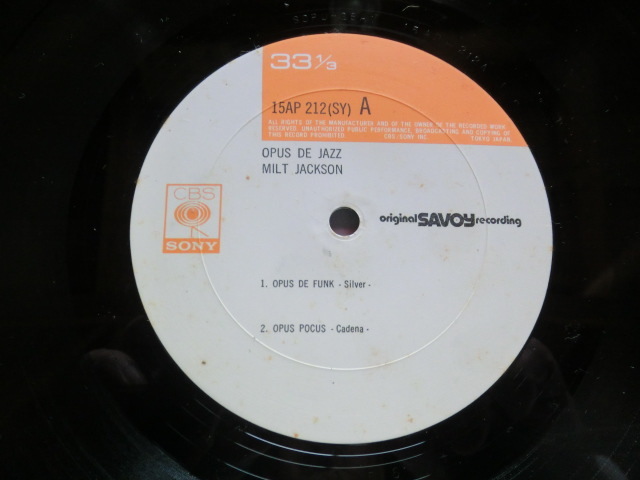 33 1/3
15AP 212(SY) A
ALL RIGHTS OF THE MANUFACTURER AND OF THE OWNER OF THE RECORDED WORK
RESERVED. UNAUTHORIZED PUBLIC PERFORMANCE, BROADCASTING AND COPYING OF
THIS RECORD PROHIBITED. CBS/SONY INC. TOKYO JAPAN.
OPUS DE JAZZ
MILT JACKSON
CBS
SONY
original SAVOY recording
1. OPUS DE FUNK - Silver -
2. OPUS POCUS - Cadena -